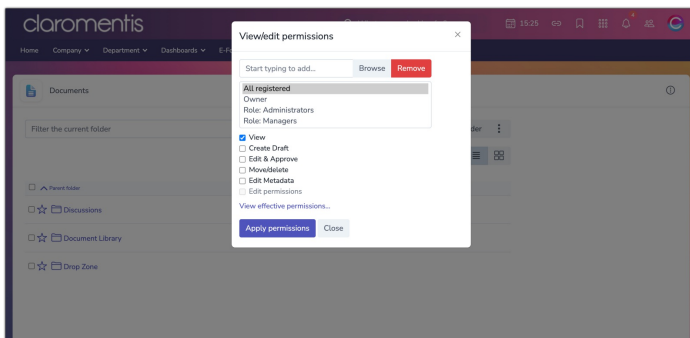 claromentis
15:25
Home Company Department Dashboards E-Fo
View/edit permissions
Start typing to add... Browse Remove
All registered
Owner
Role: Administrators
Role: Managers
View
Create Draft
Edit & Approve
Move/delete
Edit Metadata
Edit permissions
View effective permissions...
Apply permissions Close
Documents
Filter the current folder
der
Parent folder
Discussions
Document Library
Drop Zone